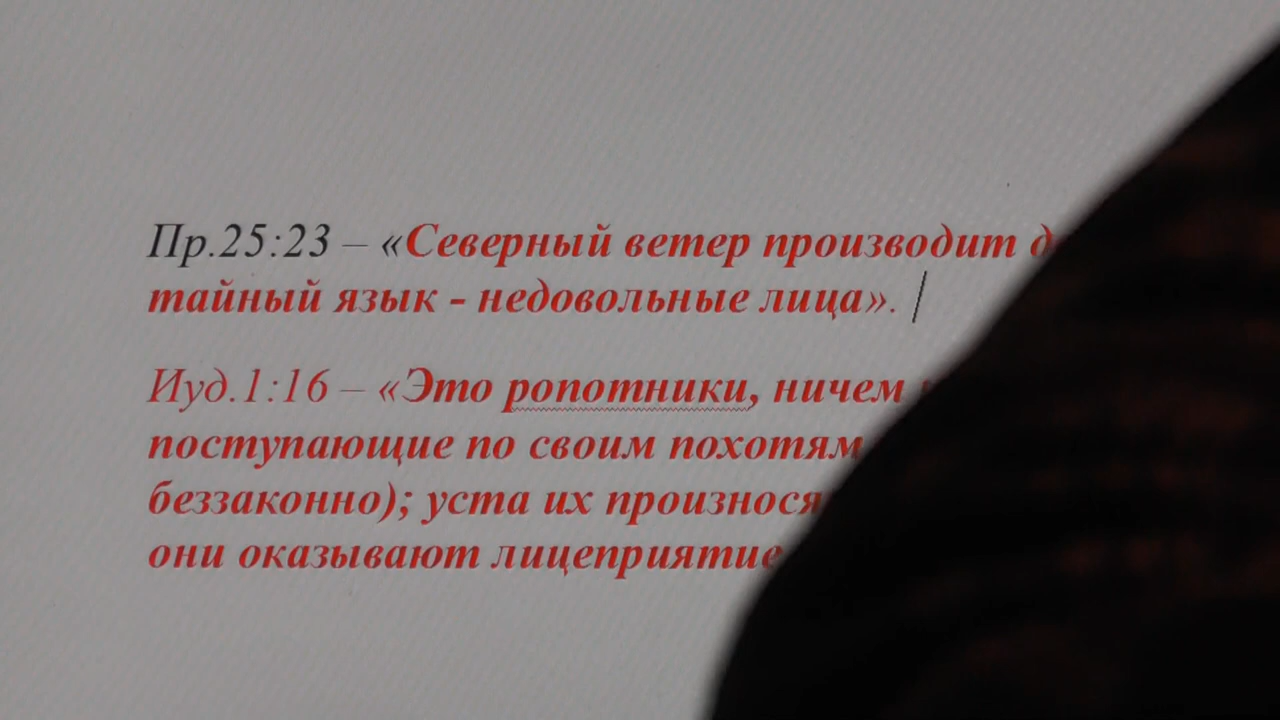 Пр.25:23 – «Северный ветер производит
тайный язык - недовольные лица».
Иуд.1:16 – «Это ропотники, ничем
поступающие по своим похотям
беззаконно); уста их произнося
они оказывают лицеприятие